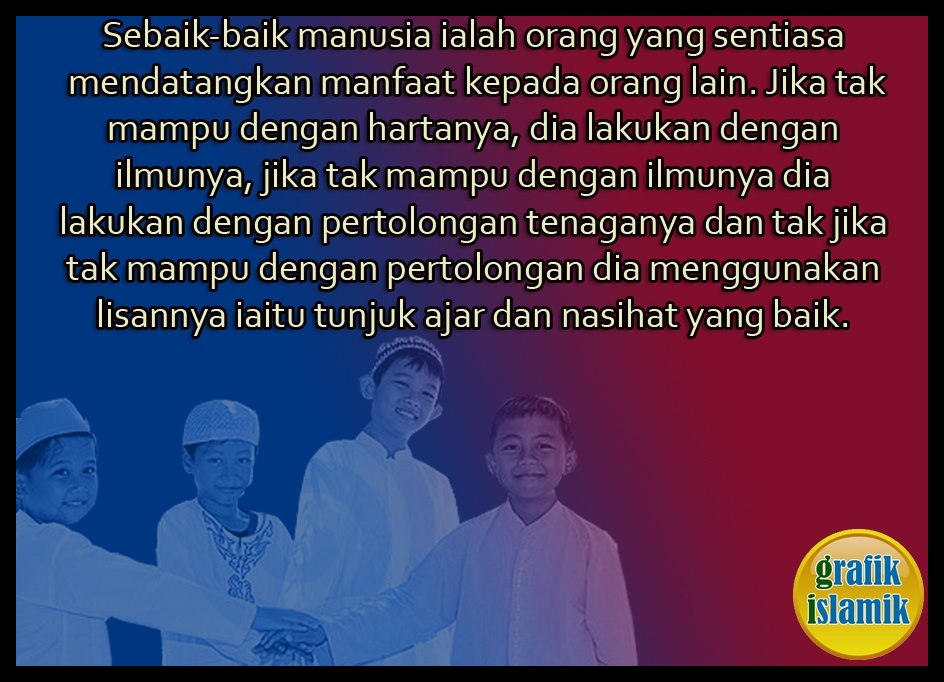 Sebaik-baik manusia ialah orang yang sentiasa
mendatangkan manfaat kepada orang lain. Jika tak
mampu dengan hartanya, dia lakukan dengan
ilmunya, jika tak mampu dengan ilmunya dia
lakukan dengan pertolongan tenaganya dan tak jika
tak mampu dengan pertolongan dia menggunakan
lisannya iaitu tunjuk ajar dan nasihat yang baik.
grafik
islamik